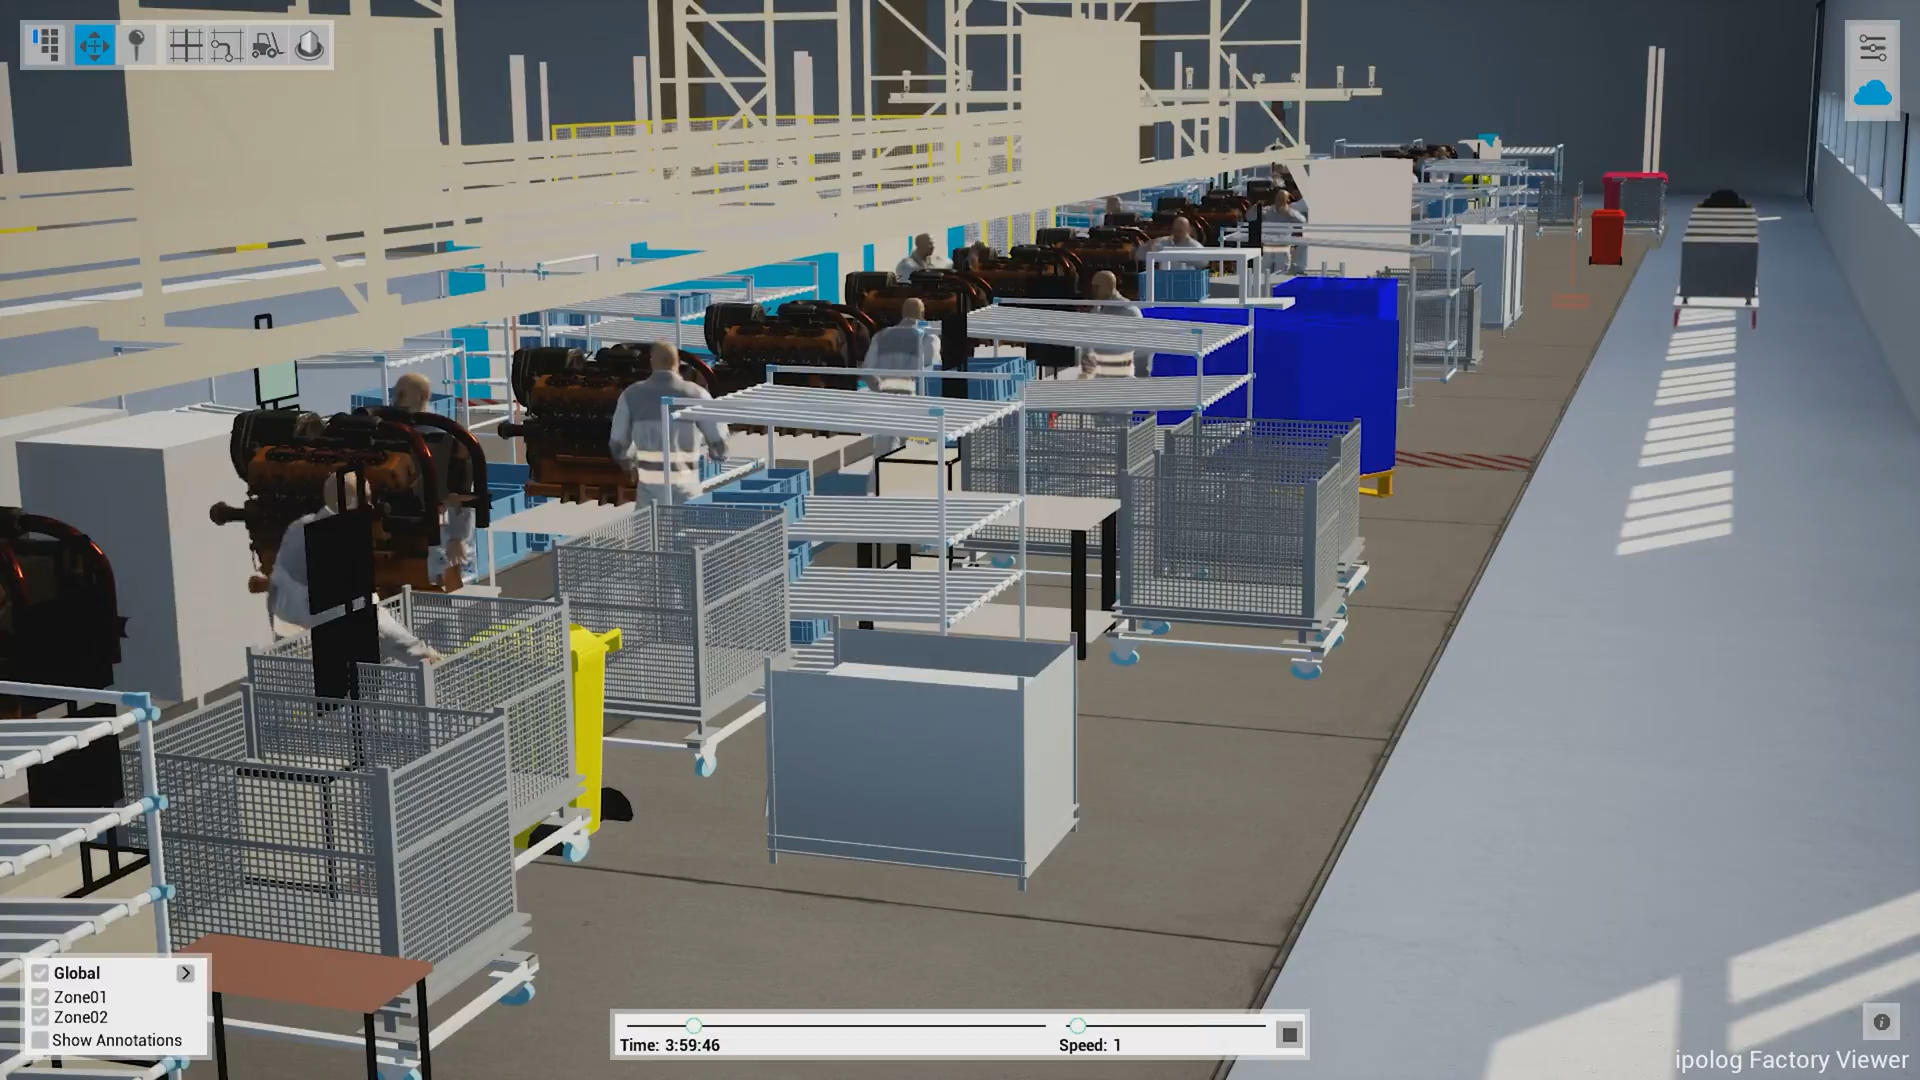 Global
Zone01
Zone02
Show Annotations
Time: 3:59:46
Speed: 1
ipolog Factory Viewer